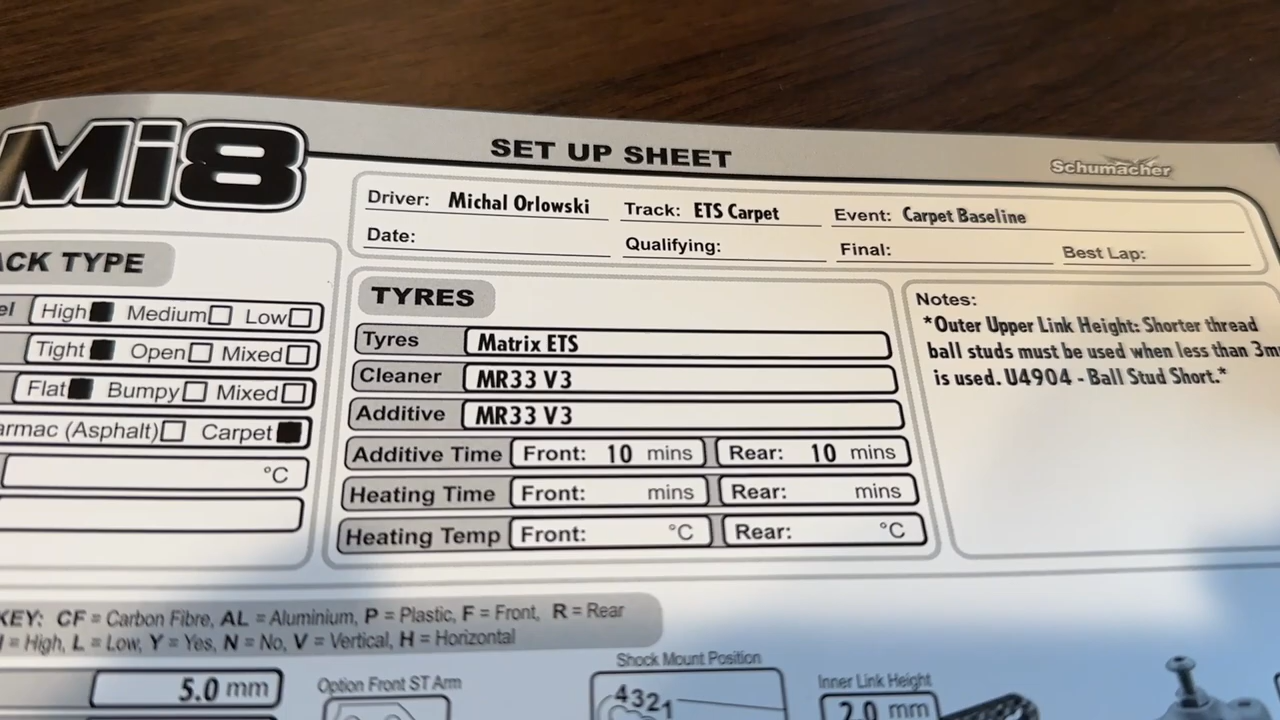 Mi8
SET UP SHEET
Schumacher
Driver: Michal Orlowski Track: ETS Carpet Event: Carpet Baseline
Date: Qualifying: Final: Best Lap:
ACK TYPE
High Medium Low
Tight Open Mixed
Flat Bumpy Mixed
armac (Asphalt) Carpet
°C
TYRES
Tyres Matrix ETS
Cleaner MR33 V3
Additive MR33 V3
Additive Time Front: 10 mins Rear: 10 mins
Heating Time Front: mins Rear: mins
Heating Temp Front: °C Rear: °C
Notes:
*Outer Upper Link Height: Shorter thread
ball studs must be used when less than 3m
is used. U4904 - Ball Stud Short.*
KEY: CF = Carbon Fibre, AL = Aluminium, P = Plastic, F = Front, R = Rear
= High, L = Low, Y = Yes, N = No, V = Vertical, H = Horizontal
5.0 mm
Option Front ST Arm
Shock Mount Position
4321
Inner Link Height
2.0 mm